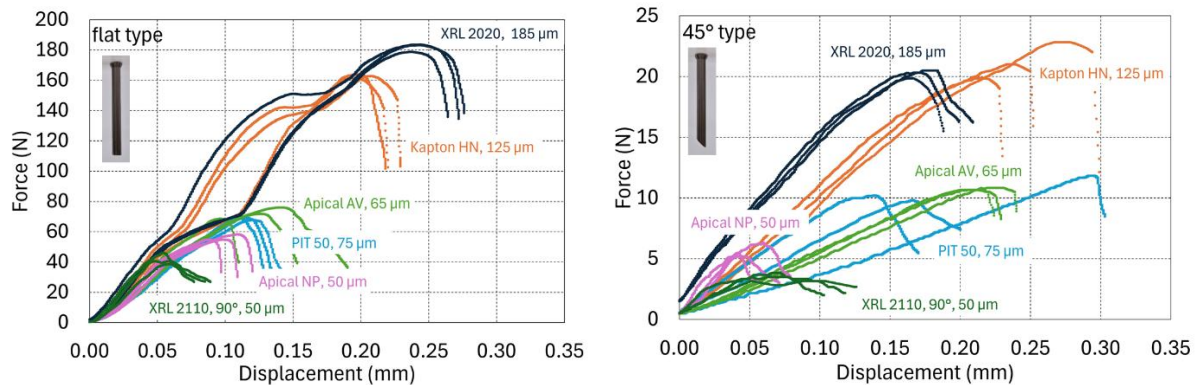 flat type
XRL 2020, 185 µm
Kapton HN, 125 µm
Apical AV, 65 µm
PIT 50, 75 µm
Apical NP, 50 µm
XRL 2110, 90°, 50 µm
Force (N)
200
180
160
140
120
100
80
60
40
20
0
0.00 0.05 0.10 0.15 0.20 0.25 0.30 0.35
Displacement (mm)
45° type
XRL 2020, 185 µm
Kapton HN, 125 µm
Apical AV, 65 µm
Apical NP, 50 µm
PIT 50, 75 µm
XRL 2110, 90°, 50 µm
Force (N)
25
20
15
10
5
0
0.00 0.05 0.10 0.15 0.20 0.25 0.30 0.35
Displacement (mm)